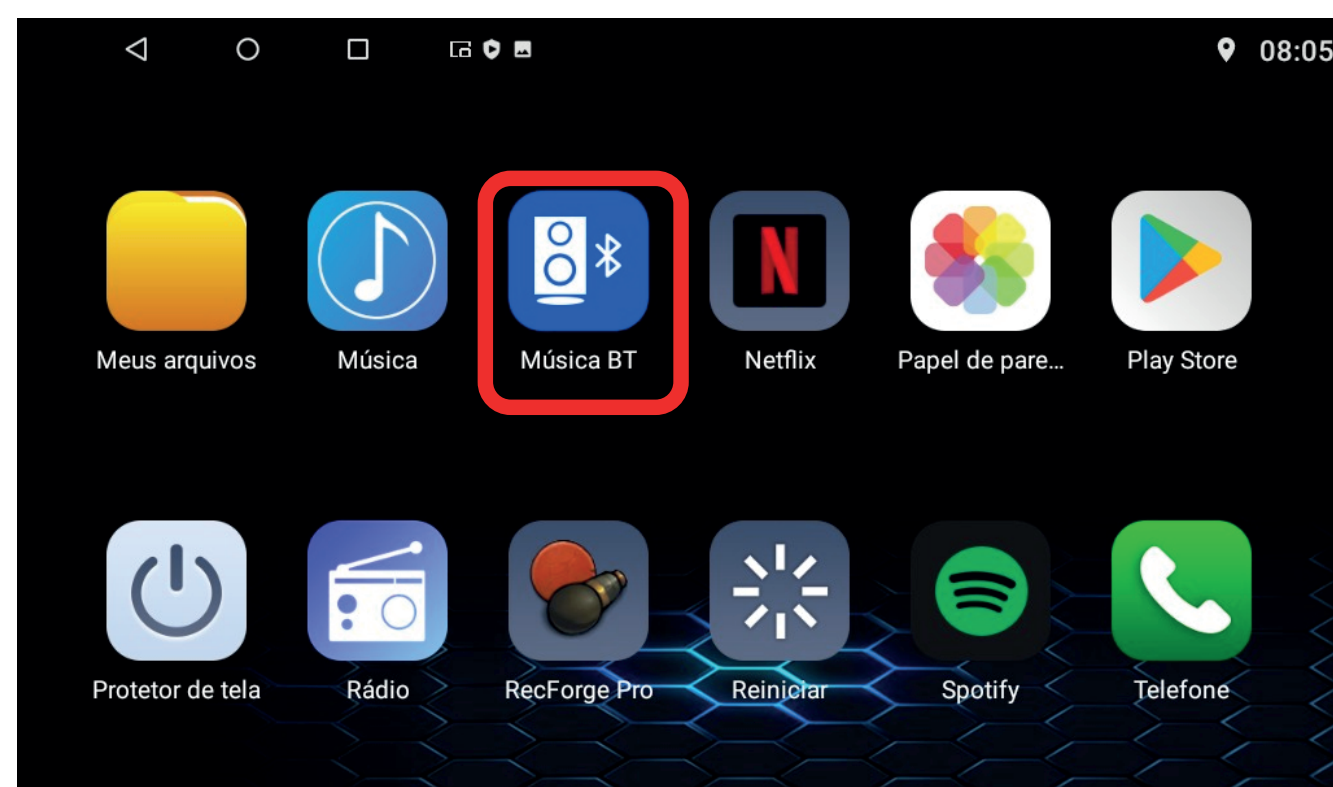 08:05
Meus arquivos
Música
Música BT
N
Netflix
Papel de pare...
Play Store
Protetor de tela
Rádio
RecForge Pro
Reiniciar
Spotify
Telefone